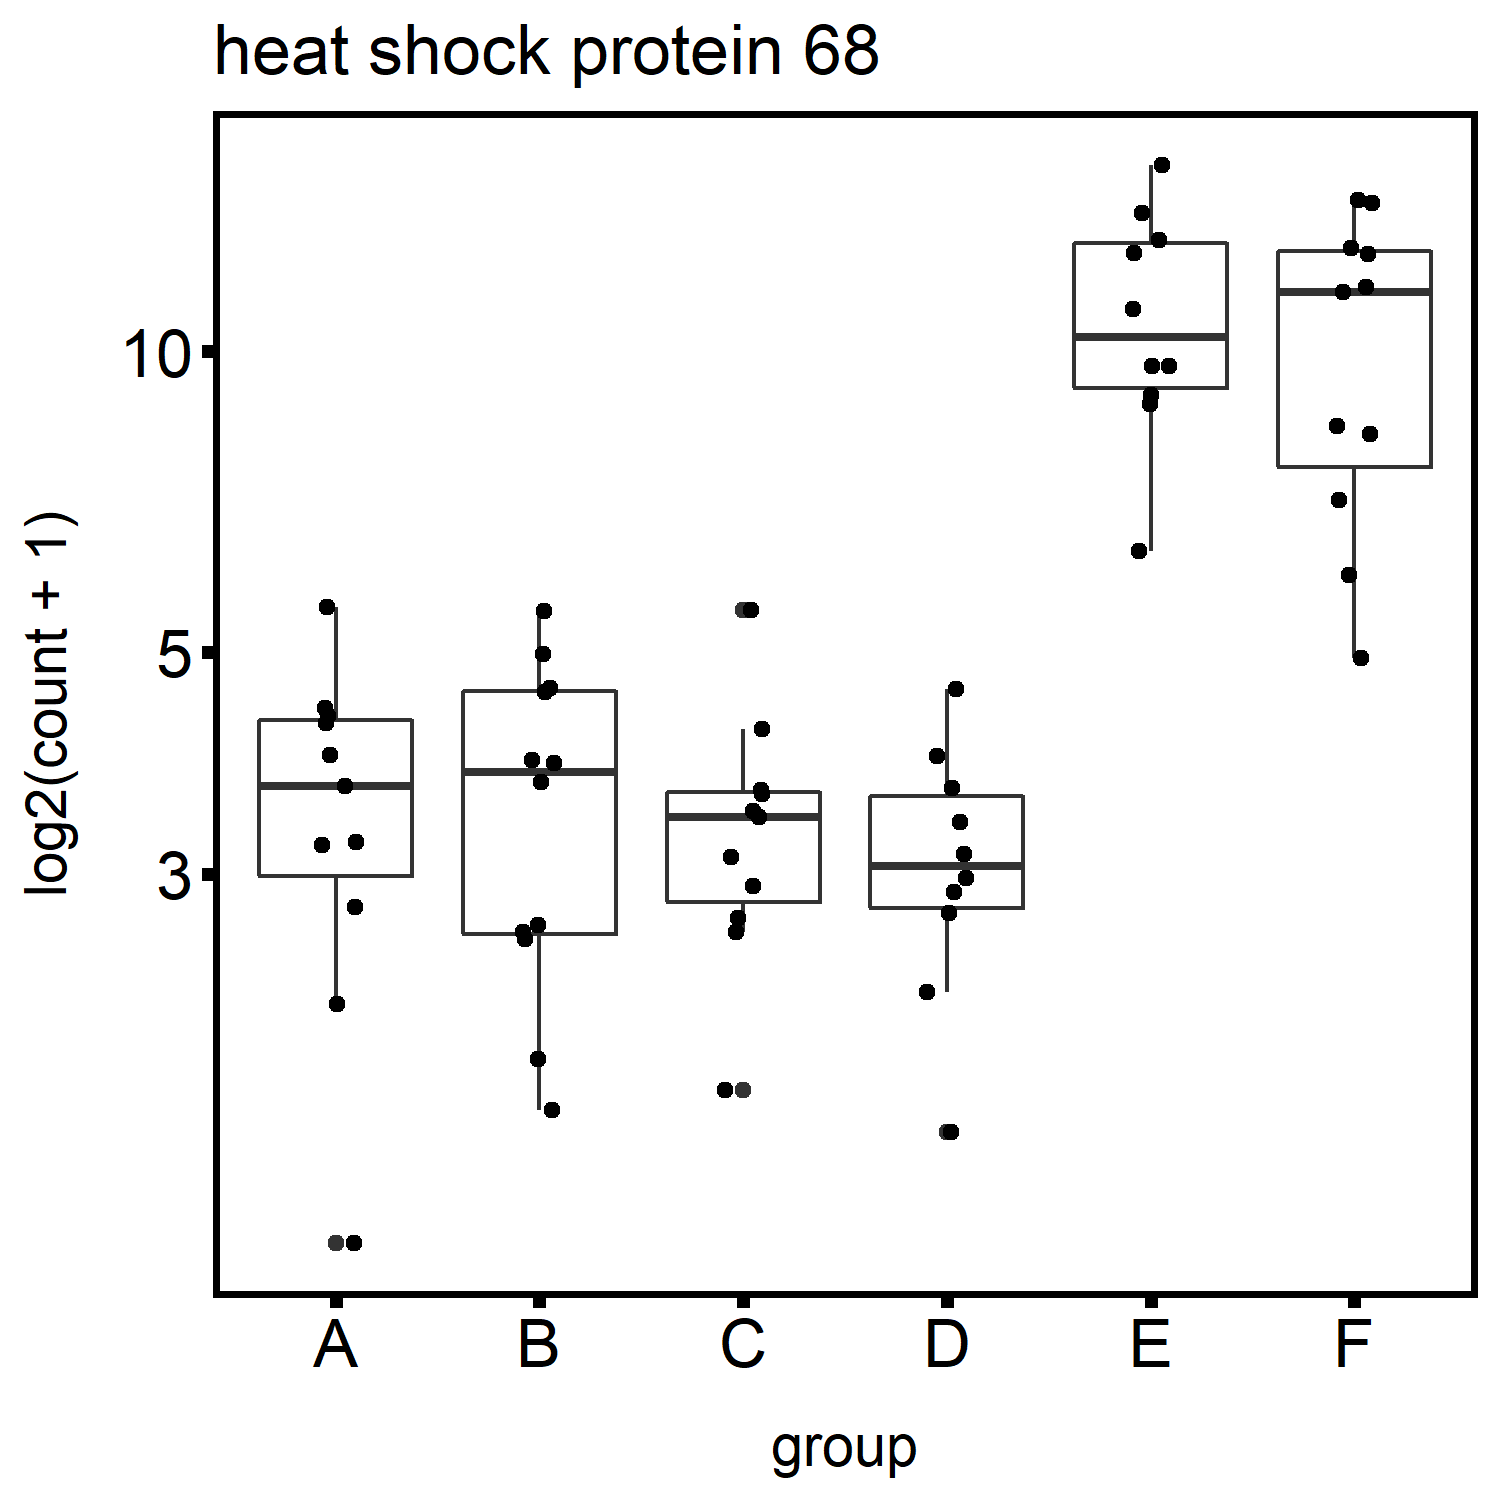 heat shock protein 68
log2(count + 1)
10
5
3
A B C D E F
group